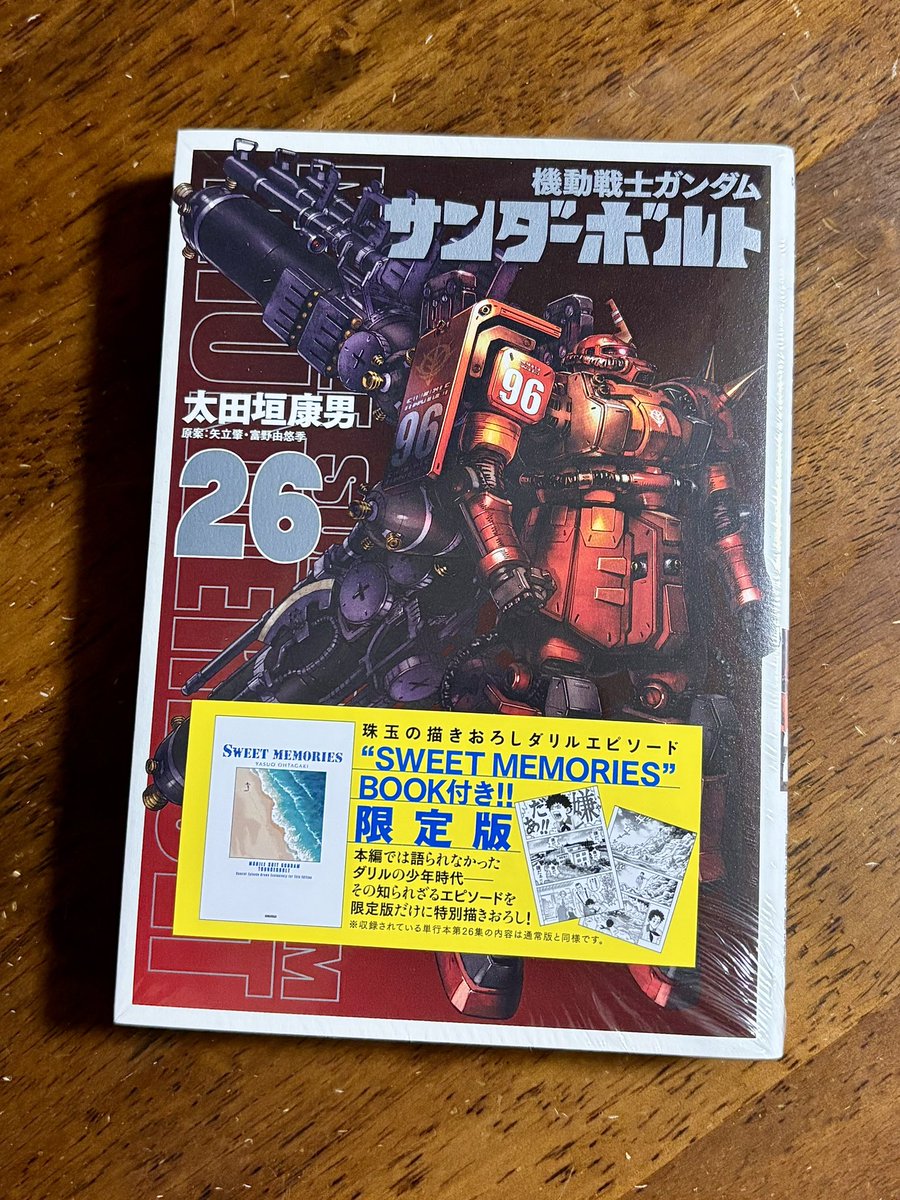 機動戦士ガンダム
サンダーボルト
太田垣康男
原案:矢立肇・富野由悠季
26
96
96
珠玉の描きおろしダリルエピソード
“SWEET MEMORIES”
BOOK付き!!
限定版
本編では語られなかった
ダリルの少年時代――
その知られざるエピソードを
限定版だけに特別描きおろし!
※収録されている単行本第26集の内容は通常版と同様です。
SWEET MEMORIES
YASUO OHTAGAKI
MOBILE SUIT GUNDAM
THUNDERBOLT
嫌
だめ!!